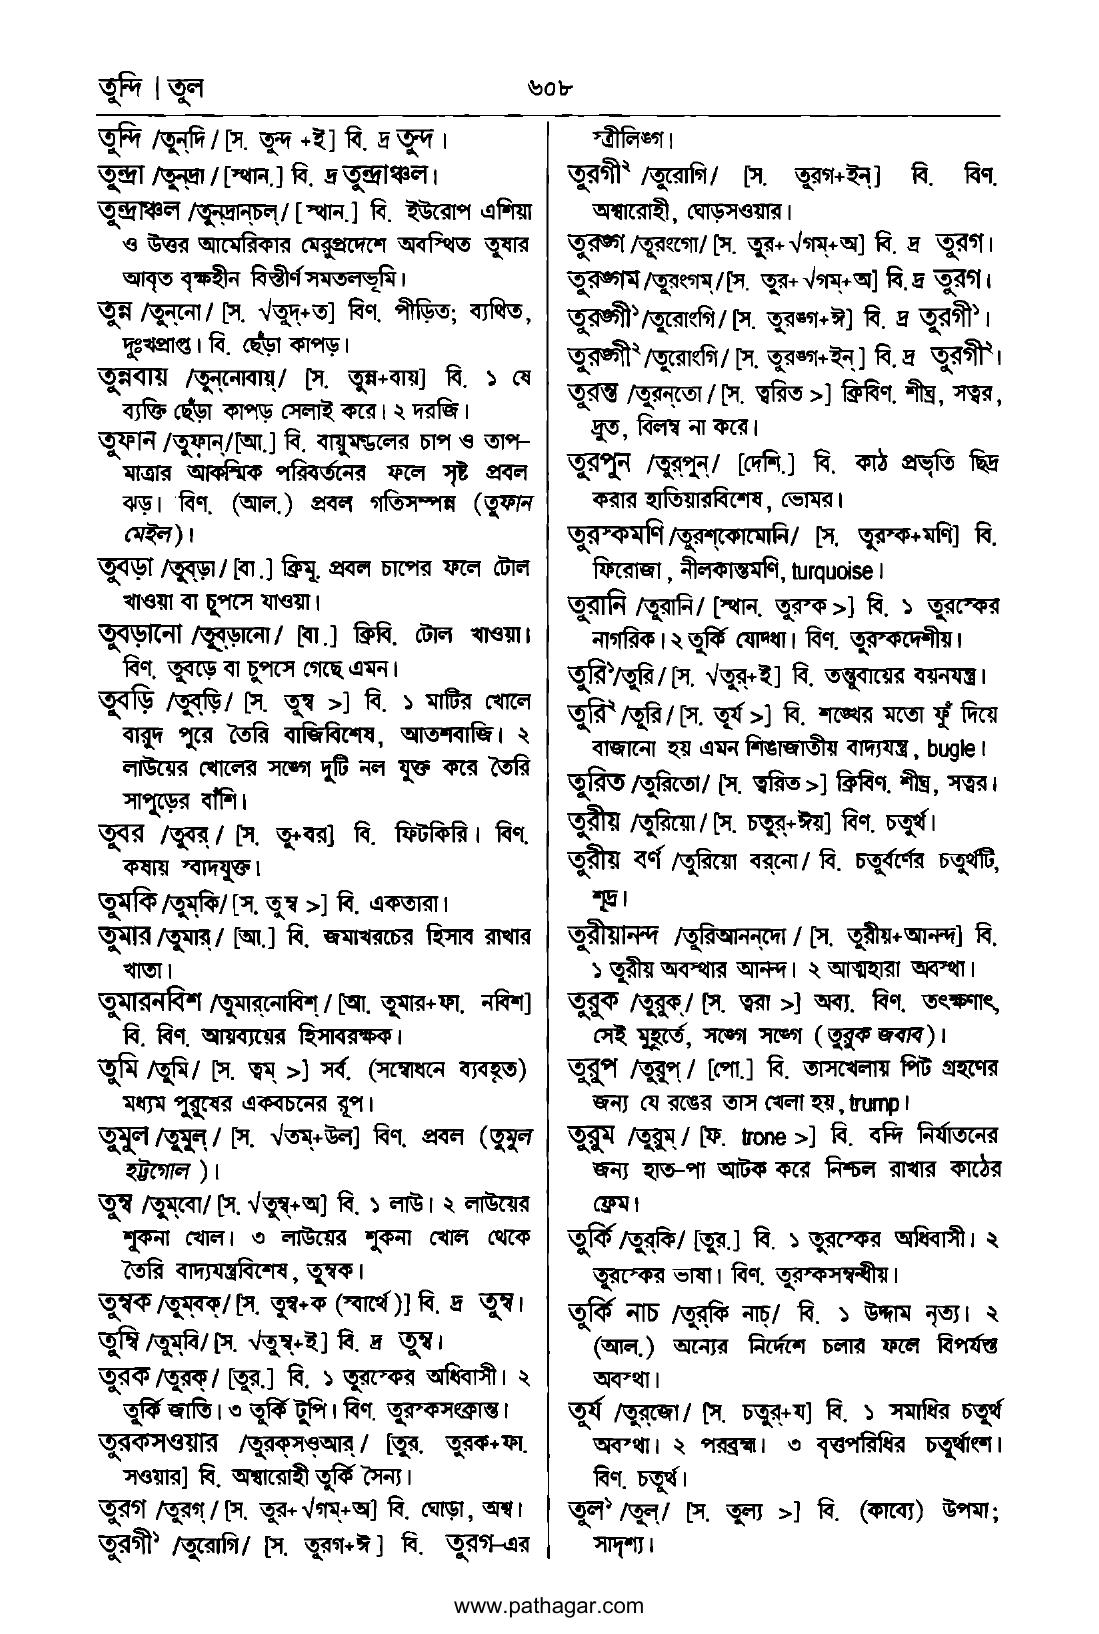 তুন্দি | তুল
৬০৮
তুন্দি /তুন্‌দি/ [স. তুন্দ +ই] বি. দ্র তুন্দ।
তুন্দ্রা /তুন্‌দ্রা/ [স্থান.] বি. দ্র তুন্দ্রাঞ্চল।
তুন্দ্রাঞ্চল /তুন্‌দ্রান্‌চল্‌/ [ স্থান.] বি. ইউরোপ এশিয়া
ও উত্তর আমেরিকার মেরুপ্রদেশে অবস্থিত তুষার
আবৃত বৃক্ষহীন বিস্তীর্ণ সমতলভূমি।
তুন্ন /তুন্‌নো/ [স. √তুদ্‌+ত] বিণ. পীড়িত; ব্যথিত,
দুঃখপ্রাপ্ত। বি. ছেঁড়া কাপড়।
তুন্নবায় /তুন্‌নোবায়্‌/ [স. তুন্ন+বায়] বি. ১ যে
ব্যক্তি ছেঁড়া কাপড় সেলাই করে। ২ দরজি।
তুফান /তুফান্‌/[আ.] বি. বায়ুমন্ডলের চাপ ও তাপ-
মাত্রার আকস্মিক পরিবর্তনের ফলে সৃষ্ট প্রবল
ঝড়। বিণ. (আল.) প্রবল গতিসম্পন্ন (তুফান
মেইল)।
তুবড়া /তুব্‌ড়া/ [বা.] ক্রিমূ. প্রবল চাপের ফলে টোল
খাওয়া বা চুপসে যাওয়া।
তুবড়ানো /তুব্‌ড়ানো/ [বা.] ক্রিবি. টোল খাওয়া।
বিণ. তুবড়ে বা চুপসে গেছে এমন।
তুবড়ি /তুব্‌ড়ি/ [স. তুম্ব >] বি. ১ মাটির খোলে
বারুদ পুরে তৈরি বাজিবিশেষ, আতশবাজি। ২
লাউয়ের খোলের সঙ্গে দুটি নল যুক্ত করে তৈরি
সাপুড়ের বাঁশি।
তুবর /তুবর্‌/ [স. তু+বর] বি. ফিটকিরি। বিণ.
কষায় স্বাদযুক্ত।
তুমকি /তুম্‌কি/ [স. তুম্ব >] বি. একতারা।
তুমার /তুমার্‌/ [আ.] বি. জমাখরচের হিসাব রাখার
খাতা।
তুমারনবিশ /তুমার্‌নোবিশ্‌/ [আ. তুমার+ফা. নবিশ]
বি. বিণ. আয়ব্যয়ের হিসাবরক্ষক।
তুমি /তুমি/ [স. ত্বম্‌ >] সর্ব. (সম্বোধনে ব্যবহৃত)
মধ্যম পুরুষের একবচনের রূপ।
তুমুল /তুমুল্‌/ [স. √তম্‌+উল] বিণ. প্রবল (তুমুল
হট্টগোল )।
তুম্ব /তুম্‌বো/ [স. √তুম্ব্‌+অ] বি. ১ লাউ। ২ লাউয়ের
শুকনা খোল। ৩ লাউয়ের শুকনা খোল থেকে
তৈরি বাদ্যযন্ত্রবিশেষ, তুম্বক।
তুম্বক /তুম্‌বক্‌/ [স. তুম্ব+ক (স্বার্থে)] বি. দ্র তুম্ব।
তুম্বি /তুম্‌বি/ [স. √তুম্ব্‌+ই] বি. দ্র তুম্ব।
তুরক /তুরক্‌/ [তুর.] বি. ১ তুরস্কের অধিবাসী। ২
তুর্কি জাতি। ৩ তুর্কি টুপি। বিণ. তুরস্কসংক্রান্ত।
তুরকসওয়ার /তুরক্‌সওআর্‌/ [তুর. তুরক+ফা.
সওয়ার] বি. অশ্বারোহী তুর্কি সৈন্য।
তুরগ /তুরগ্‌/ [স. তুর+√গম্‌+অ] বি. ঘোড়া, অশ্ব।
তুরগী১ /তুরোগি/ [স. তুরগ+ঈ] বি. তুরগ-এর
স্ত্রীলিঙ্গ।
তুরগী২ /তুরোগি/ [স. তুরগ+ইন্‌] বি. বিণ.
অশ্বারোহী, ঘোড়সওয়ার।
তুরঙ্গ /তুরংগো/ [স. তুর+√গম্‌+অ] বি. দ্র তুরগ।
তুরঙ্গম /তুরংগম্‌/[স. তুর+√গম্‌+অ] বি.দ্র তুরগ।
তুরঙ্গী১/তুরোংগি/ [স. তুরঙ্গ+ঈ] বি. দ্র তুরগী১।
তুরঙ্গী২ /তুরোংগি/ [স. তুরঙ্গ+ইন্‌] বি. দ্র তুরগী২।
তুরন্ত /তুরন্‌তো/ [স. ত্বরিত >] ক্রিবিণ. শীঘ্র, সত্বর,
দ্রুত, বিলম্ব না করে।
তুরপুন /তুর্‌পুন্‌/ [দেশি.] বি. কাঠ প্রভৃতি ছিদ্র
করার হাতিয়ারবিশেষ, ভোমর।
তুরস্কমণি /তুরশ্‌কোমোনি/ [স. তুরস্ক+মণি] বি.
ফিরোজা, নীলকান্তমণি, turquoise।
তুরানি /তুরানি/ [স্থান. তুরস্ক >] বি. ১ তুরস্কের
নাগরিক। ২ তুর্কি যোদ্ধা। বিণ. তুরস্কদেশীয়।
তুরি১/তুরি/ [স. √তুর্‌+ই] বি. তন্তুবায়ের বয়নযন্ত্র।
তুরি২ /তুরি/ [স. তূর্য >] বি. শঙ্খের মতো ফুঁ দিয়ে
বাজানো হয় এমন শিঙাজাতীয় বাদ্যযন্ত্র, bugle।
তুরিত /তুরিতো/ [স. ত্বরিত >] ক্রিবিণ. শীঘ্র, সত্বর।
তুরীয় /তুরিয়ো/ [স. চতুর্‌+ঈয়] বিণ. চতুর্থ।
তুরীয় বর্ণ /তুরিয়ো বর্‌নো/ বি. চতুর্বর্ণের চতুর্থটি,
শূদ্র।
তুরীয়ানন্দ /তুরিআনন্‌দো/ [স. তুরীয়+আনন্দ] বি.
১ তুরীয় অবস্থার আনন্দ। ২ আত্মহারা অবস্থা।
তুরুক /তুরুক্‌/ [স. ত্বরা >] অব্য. বিণ. তৎক্ষণাৎ,
সেই মুহূর্তে, সঙ্গে সঙ্গে (তুরুক জবাব)।
তুরুপ /তুরুপ্‌/ [পো.] বি. তাসখেলায় পিট গ্রহণের
জন্য যে রঙের তাস খেলা হয়, trump।
তুরুম /তুরুম্‌/ [ফ. trone >] বি. বন্দি নির্যাতনের
জন্য হাত-পা আটক করে নিশ্চল রাখার কাঠের
ফ্রেম।
তুর্কি /তুর্‌কি/ [তুর.] বি. ১ তুরস্কের অধিবাসী। ২
তুরস্কের ভাষা। বিণ. তুরস্কসম্বন্ধীয়।
তুর্কি নাচ /তুর্‌কি নাচ্‌/ বি. ১ উদ্দাম নৃত্য। ২
(আল.) অন্যের নির্দেশে চলার ফলে বিপর্যস্ত
অবস্থা।
তুর্য /তুর্‌জো/ [স. চতুর্‌+য] বি. ১ সমাধির চতুর্থ
অবস্থা। ২ পরব্রহ্ম। ৩ বৃত্তপরিধির চতুর্থাংশ।
বিণ. চতুর্থ।
তুল১ /তুল্‌/ [স. তুল্য >] বি. (কাব্যে) উপমা;
সাদৃশ্য।
www.pathagar.com